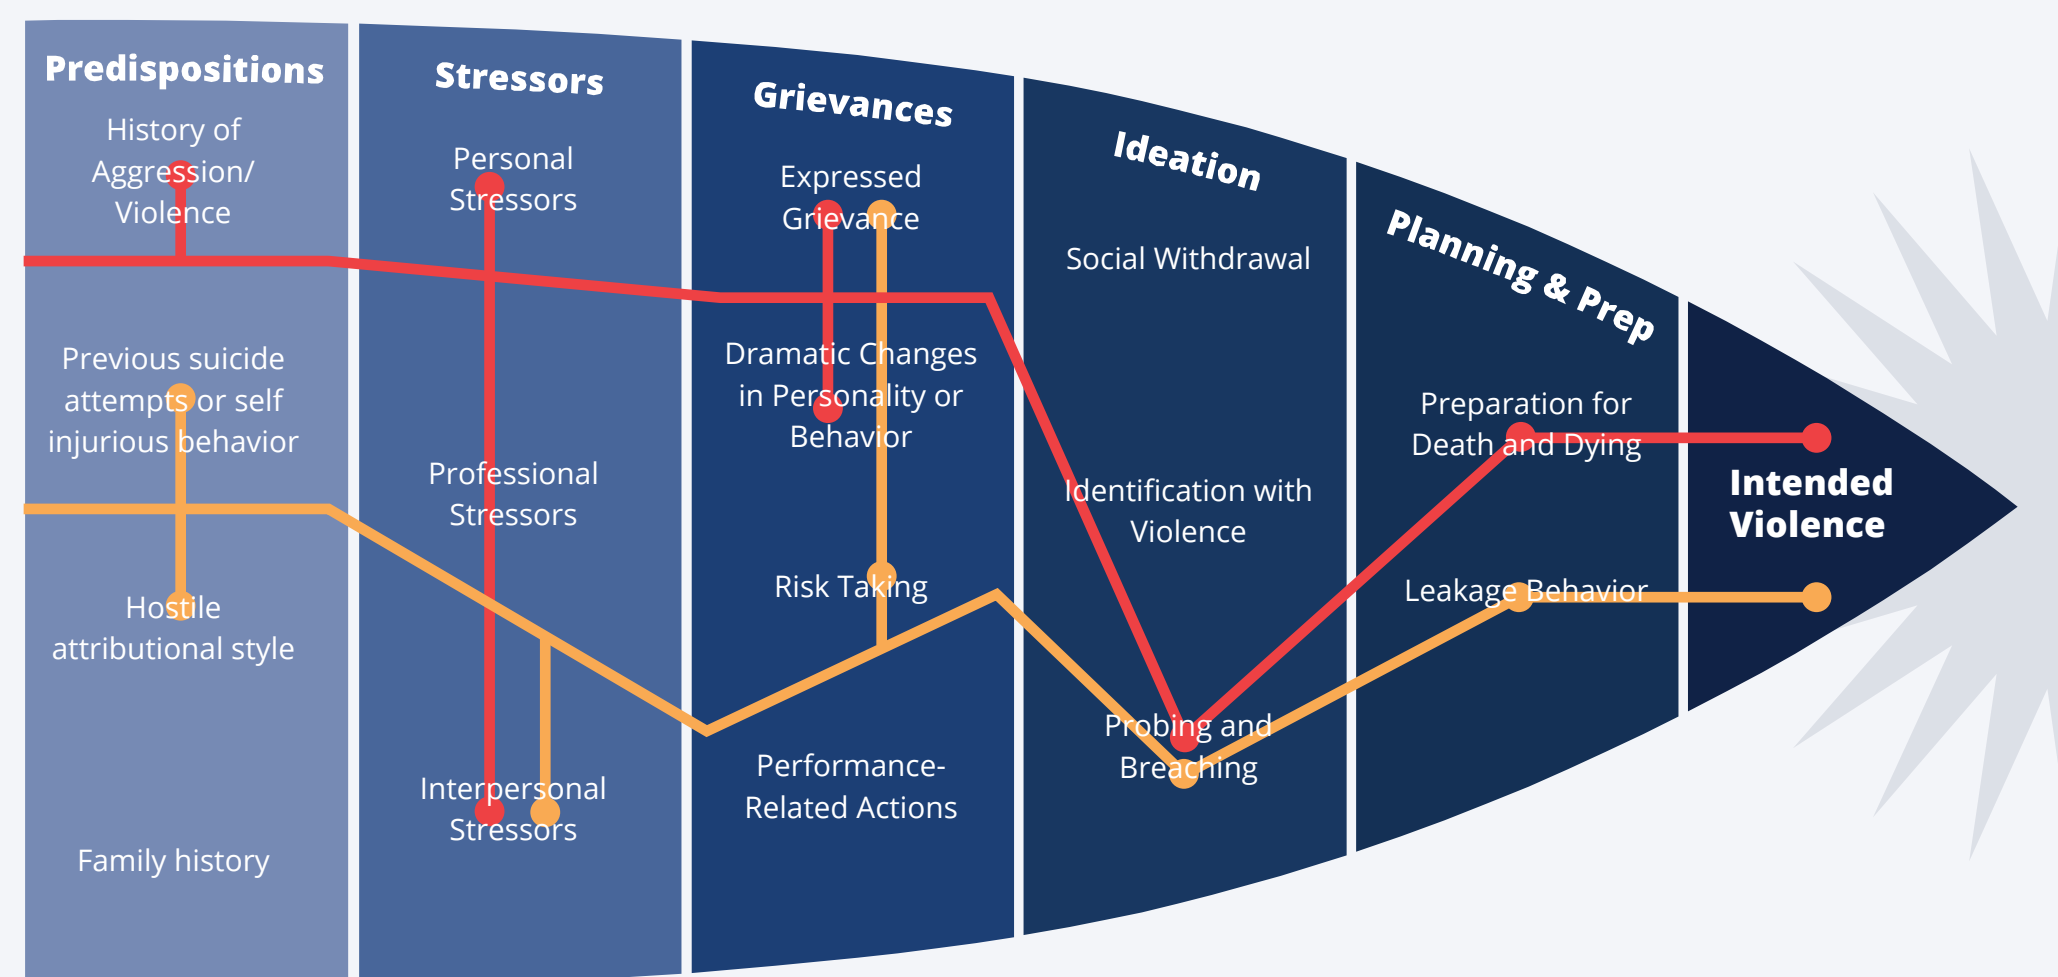 Predispositions
History of
Aggression/
Violence
Previous suicide
attempts or self
injurious behavior
Hostile
attributional style
Family history
Stressors
Personal
Stressors
Professional
Stressors
Interpersonal
Stressors
Grievances
Expressed
Grievance
Dramatic Changes
in Personality or
Behavior
Risk Taking
Performance-
Related Actions
Ideation
Social Withdrawal
Identification with
Violence
Probing and
Breaching
Planning & Prep
Preparation for
Death and Dying
Leakage Behavior
Intended
Violence